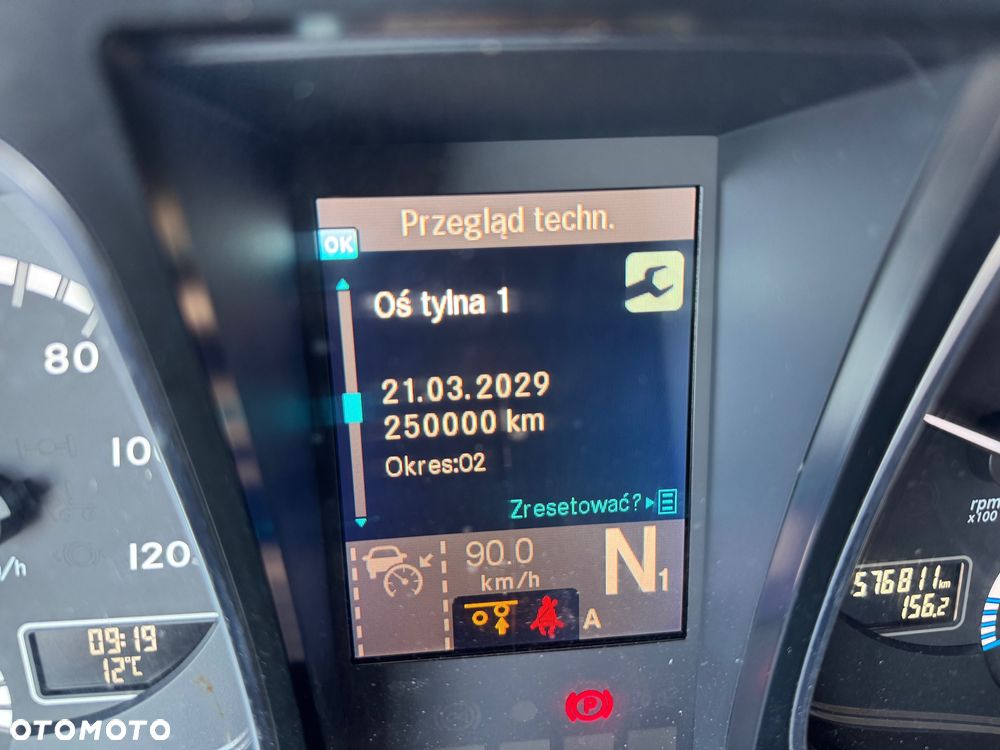 Przegląd techn.
OK
Oś tylna 1
21.03.2029
250000 km
Okres:02
Zresetować?
90.0
km/h
N1
A
80
100
120
09:19
12°C
rpm
x100
576811 km
156.2
P
OTOMOTO